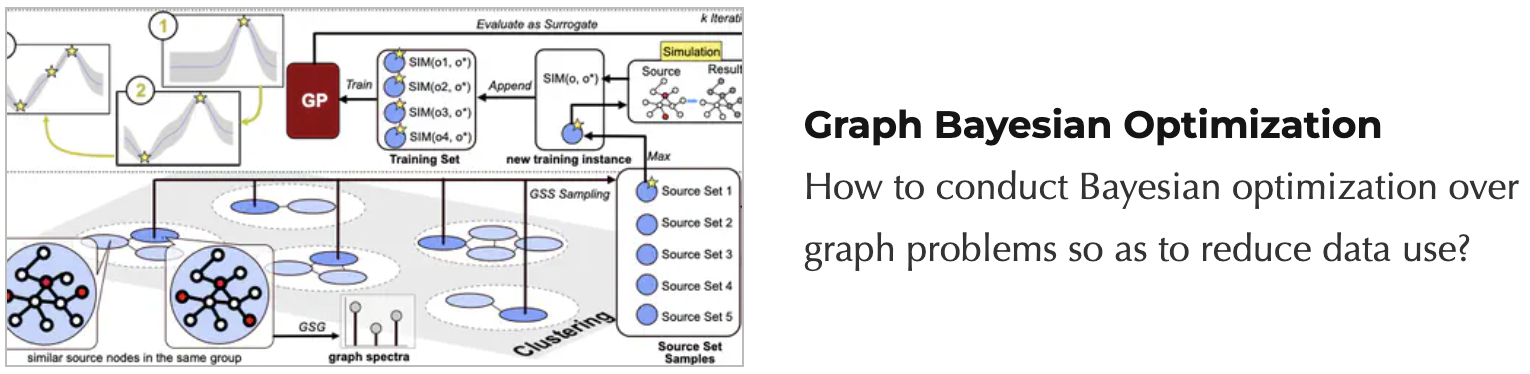 Evaluate as Surrogate
k Iterati
1
2
GP
Train
SIM(o1, o*)
SIM(o2, o*)
SIM(o3, o*)
SIM(o4, o*)
Training Set
Append
SIM(o, o*)
new training instance
Simulation
Source
Result
Max
GSS Sampling
Source Set 1
Source Set 2
Source Set 3
Source Set 4
Source Set 5
Source Set
Samples
Clustering
GSG
graph spectra
similar source nodes in the same group
Graph Bayesian Optimization
How to conduct Bayesian optimization over
graph problems so as to reduce data use?